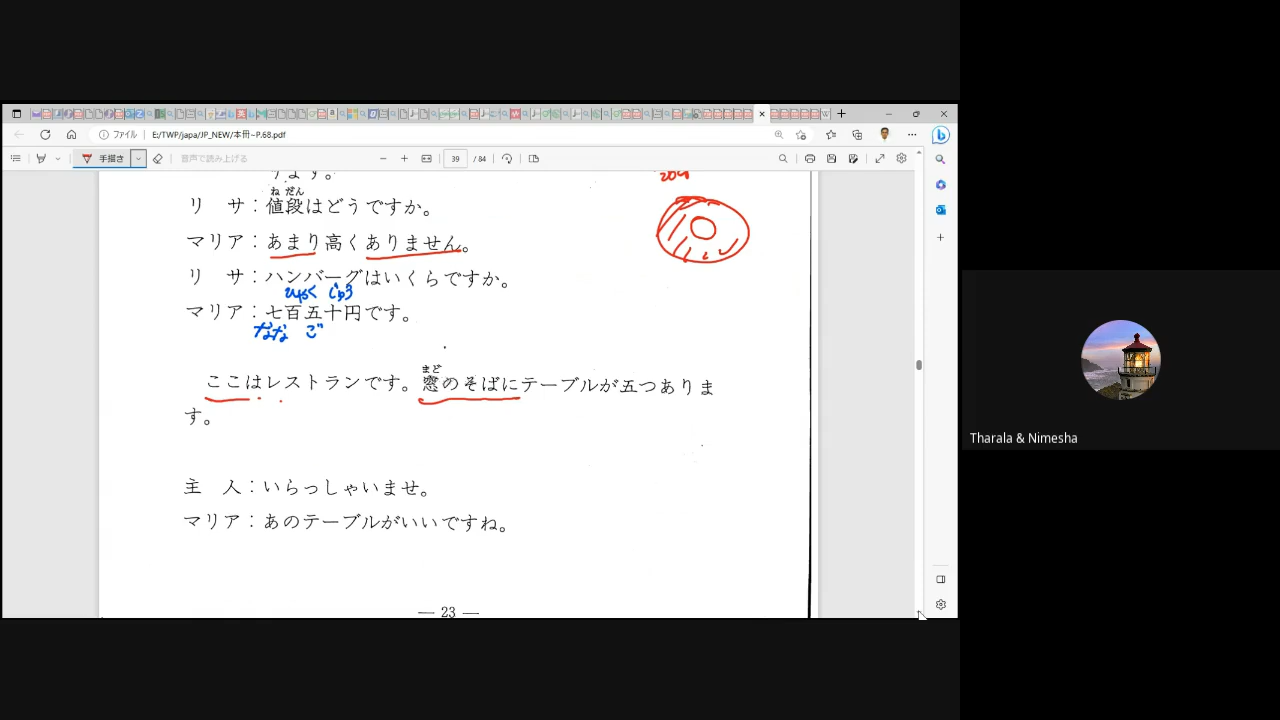 ファイル E:/TWP/japa/JP_NEW/本冊~P.68.pdf
手描き 音声で読み上げる 39 / 84
ります。
ね だん
リ サ：値段はどうですか。
マリア：あまり高くありません。
リ サ：ハンバーグはいくらですか。
ひゃく じゅう
マリア：七百五十円です。
なな ご
まど
ここはレストランです。窓のそばにテーブルが五つありま
す。
主 人：いらっしゃいませ。
マリア：あのテーブルがいいですね。
— 23 —
Tharala & Nimesha